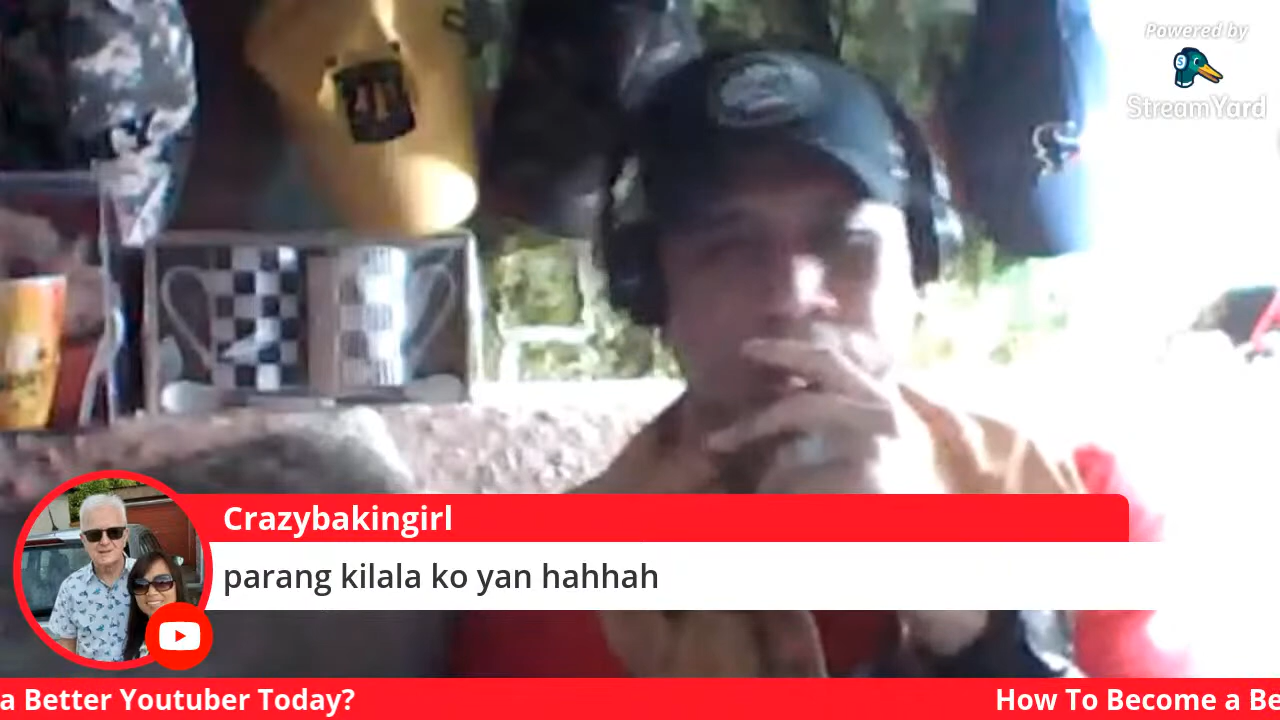 Powered by
StreamYard
Crazybakingirl
parang kilala ko yan hahhah
a Better Youtuber Today?
How To Become a Be